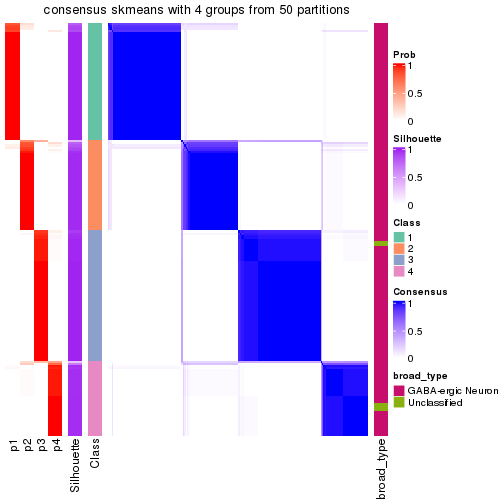 consensus skmeans with 4 groups from 50 partitions
Prob
1
0.5
0
Silhouette
1
0.5
0
Class
1
2
3
4
Consensus
1
0.5
0
broad_type
GABA-ergic Neuron
Unclassified
p1
p2
p3
p4
Silhouette
Class
broad_type